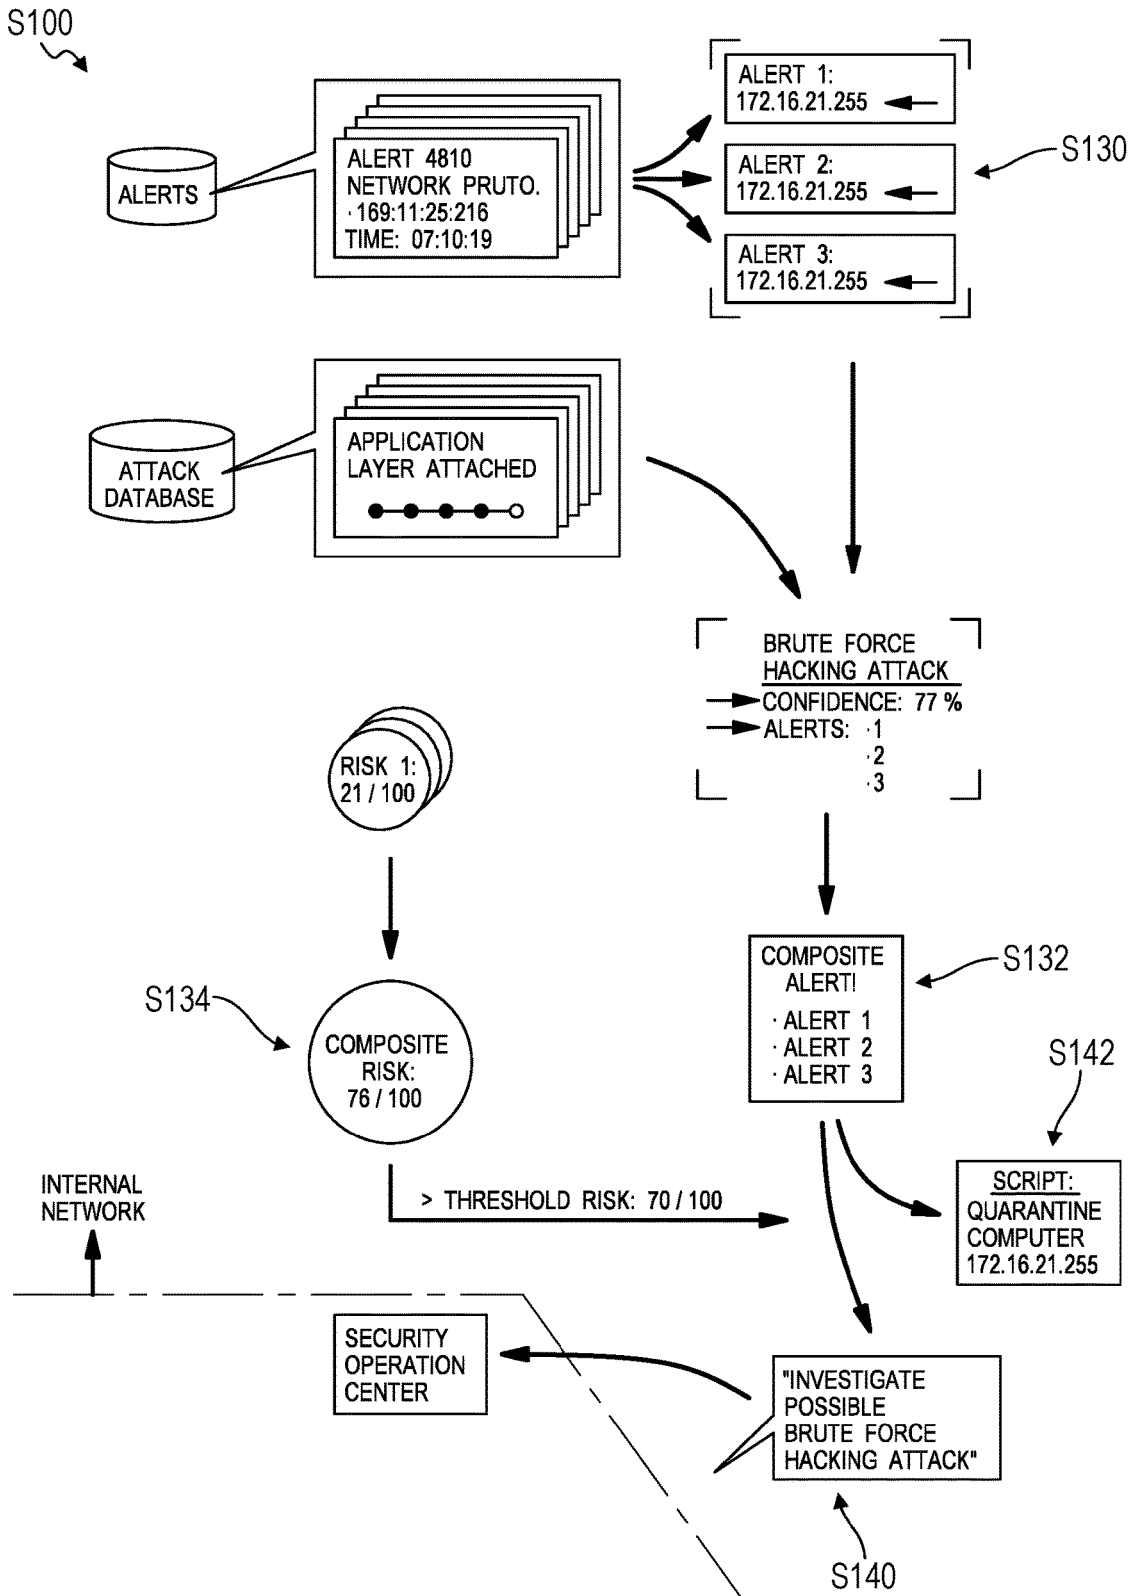 S100
ALERTS
ALERT 4810
NETWORK PRUTO.
· 169:11:25:216
TIME: 07:10:19
ALERT 1:
172.16.21.255
ALERT 2:
172.16.21.255
ALERT 3:
172.16.21.255
S130
ATTACK
DATABASE
APPLICATION
LAYER ATTACHED
BRUTE FORCE
HACKING ATTACK
CONFIDENCE: 77 %
ALERTS: · 1
· 2
· 3
RISK 1:
21 / 100
S134
COMPOSITE
RISK:
76 / 100
COMPOSITE
ALERT!
· ALERT 1
· ALERT 2
· ALERT 3
S132
S142
SCRIPT:
QUARANTINE
COMPUTER
172.16.21.255
> THRESHOLD RISK: 70 / 100
INTERNAL
NETWORK
SECURITY
OPERATION
CENTER
"INVESTIGATE
POSSIBLE
BRUTE FORCE
HACKING ATTACK"
S140